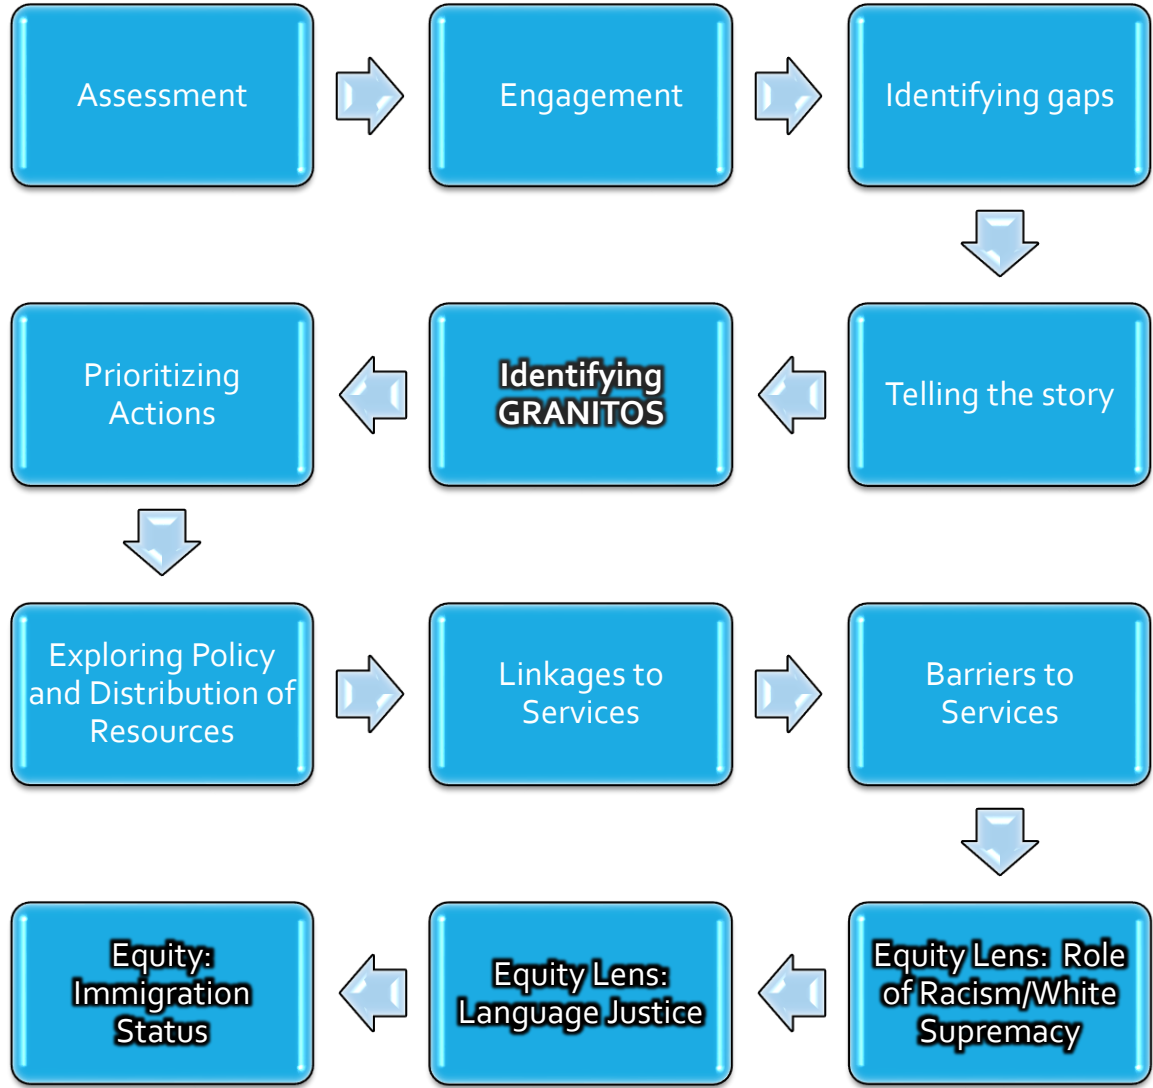 Assessment
Engagement
Identifying gaps
Telling the story
Identifying
GRANITOS
Prioritizing
Actions
Exploring Policy
and Distribution of
Resources
Linkages to
Services
Barriers to
Services
Equity Lens: Role
of Racism/White
Supremacy
Equity Lens:
Language Justice
Equity:
Immigration
Status